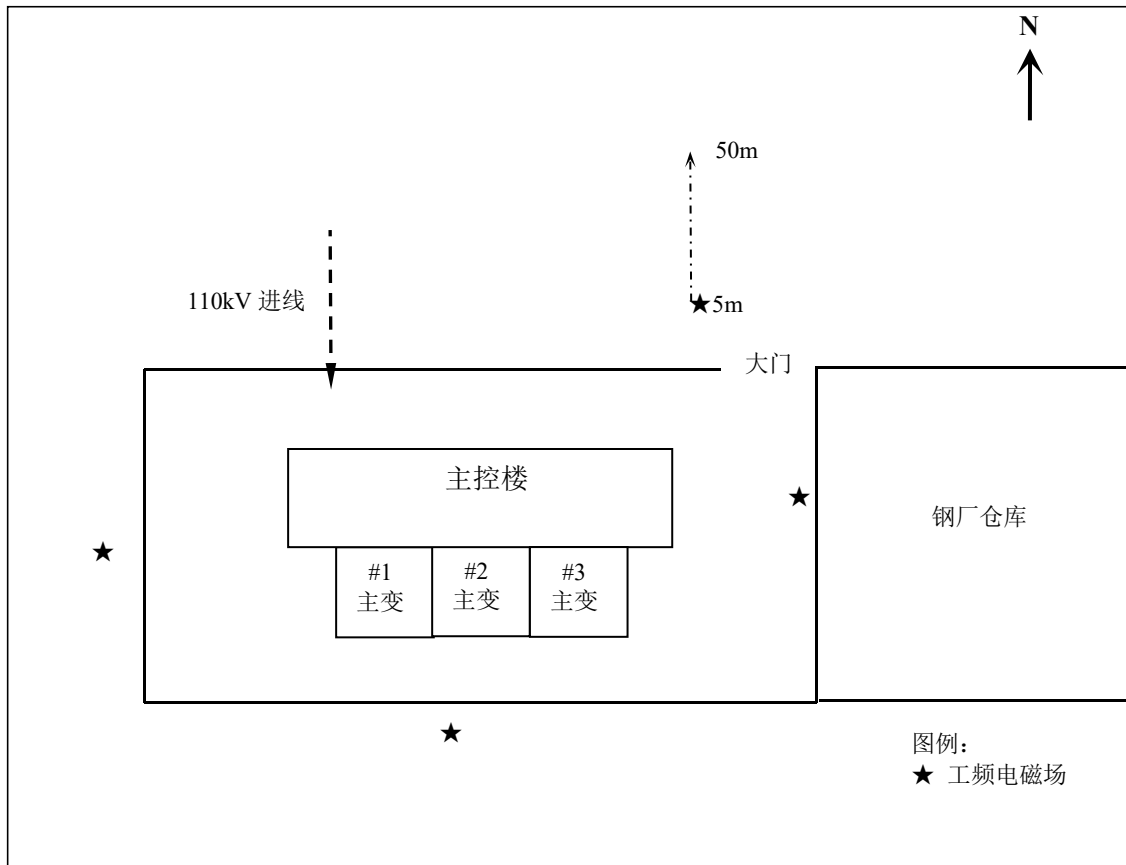 N
50m
110kV 进线
★5m
大门
主控楼
钢厂仓库
#1
主变
#2
主变
#3
主变
图例：
★ 工频电磁场